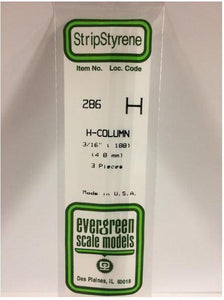 StripStyrene
Item No. Loc. Code
286 H
H-COLUMN
3/16" (.188)
(4.8 mm)
3 Pieces
Made in U.S.A.
evergreen
scale models
Des Plaines, IL 60018